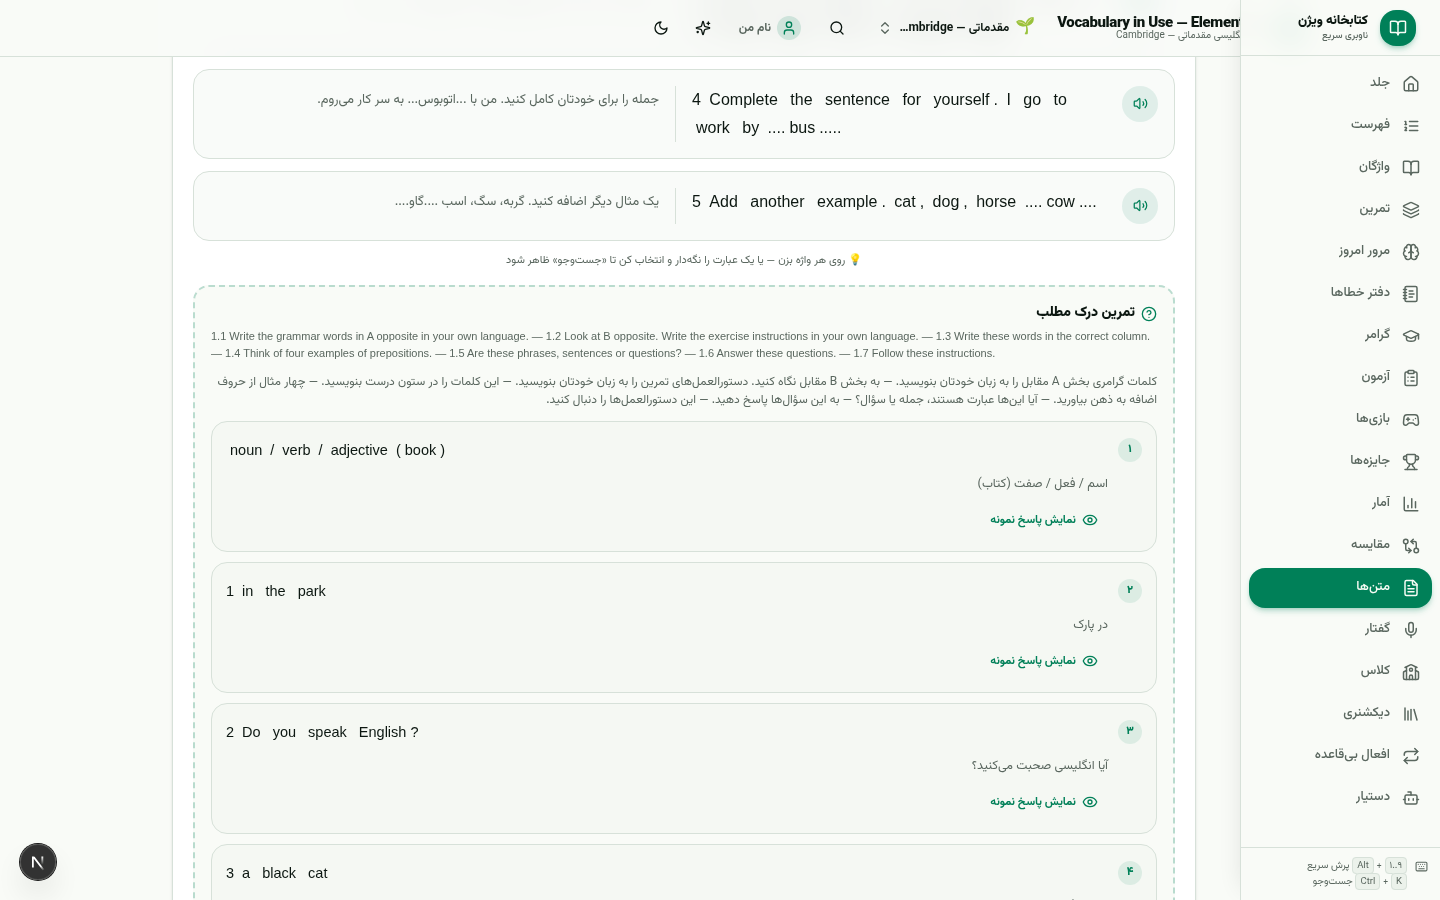 کتابخانه ویژن
ناوبری سریع
Vocabulary in Use — Element
گلیسی مقدماتی — Cambridge
🌱 مقدماتی — mbridge...
نام من
جلد
فهرست
واژگان
تمرین
مرور امروز
دفتر خطاها
گرامر
آزمون
بازی‌ها
جایزه‌ها
آمار
مقایسه
متن‌ها
گفتار
کلاس
دیکشنری
افعال بی‌قاعده
دستیار
Alt + ۱..۹ پرش سریع
Ctrl + K جست‌وجو
4 Complete the sentence for yourself . I go to
work by .... bus .....
جمله را برای خودتان کامل کنید. من با ...اتوبوس... به سر کار می‌روم.
5 Add another example . cat , dog , horse .... cow ....
یک مثال دیگر اضافه کنید. گربه، سگ، اسب ....گاو....
💡 روی هر واژه بزن — یا یک عبارت را نگه‌دار و انتخاب کن تا «جست‌وجو» ظاهر شود
تمرین درک مطلب
1.1 Write the grammar words in A opposite in your own language. — 1.2 Look at B opposite. Write the exercise instructions in your own language. — 1.3 Write these words in the correct column.
— 1.4 Think of four examples of prepositions. — 1.5 Are these phrases, sentences or questions? — 1.6 Answer these questions. — 1.7 Follow these instructions.
کلمات گرامری بخش A مقابل را به زبان خودتان بنویسید. — به بخش B مقابل نگاه کنید. دستورالعمل‌های تمرین را به زبان خودتان بنویسید. — این کلمات را در ستون درست بنویسید. — چهار مثال از حروف
اضافه به ذهن بیاورید. — آیا این‌ها عبارت هستند، جمله یا سؤال؟ — به این سؤال‌ها پاسخ دهید. — این دستورالعمل‌ها را دنبال کنید.
۱
noun / verb / adjective ( book )
اسم / فعل / صفت (کتاب)
نمایش پاسخ نمونه
۲
1 in the park
در پارک
نمایش پاسخ نمونه
۳
2 Do you speak English ?
آیا انگلیسی صحبت می‌کنید؟
نمایش پاسخ نمونه
۴
3 a black cat